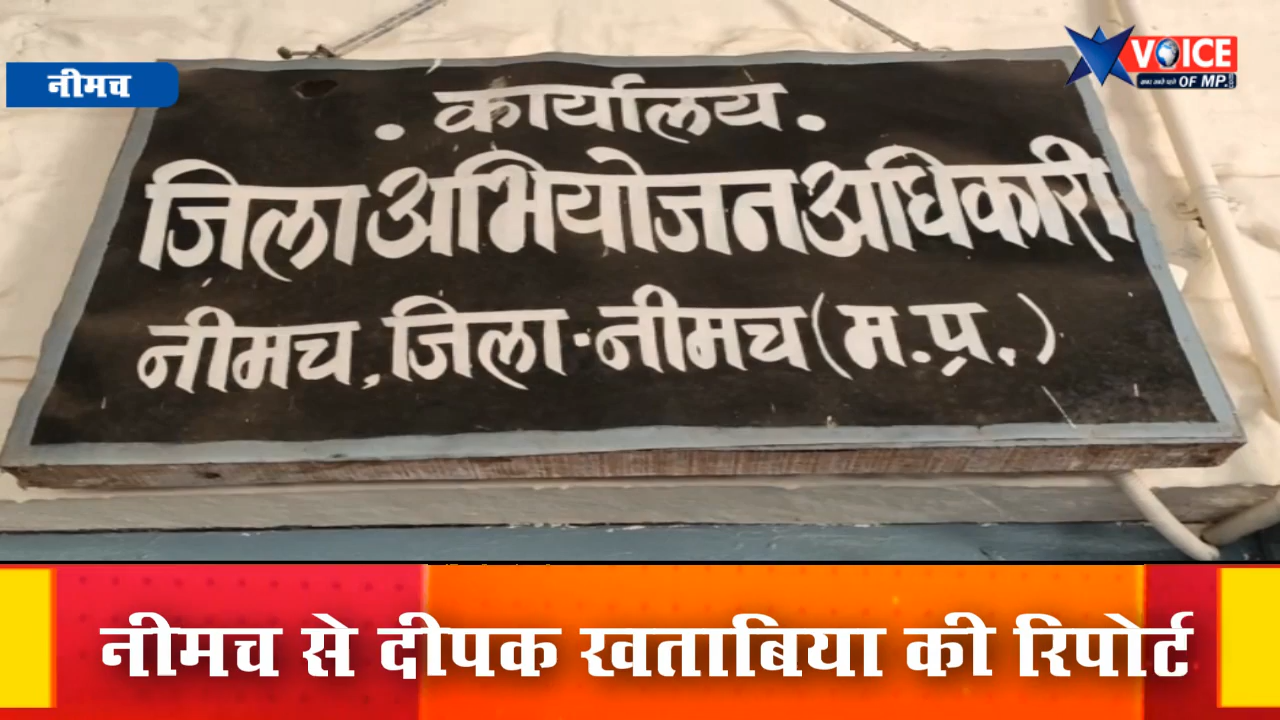 नीमच
VOICE
OF MP.
. कार्यालय .
जिला अभियोजन अधिकारी
नीमच, जिला-नीमच (म.प्र.)
नीमच से दीपक खताबिया की रिपोर्ट